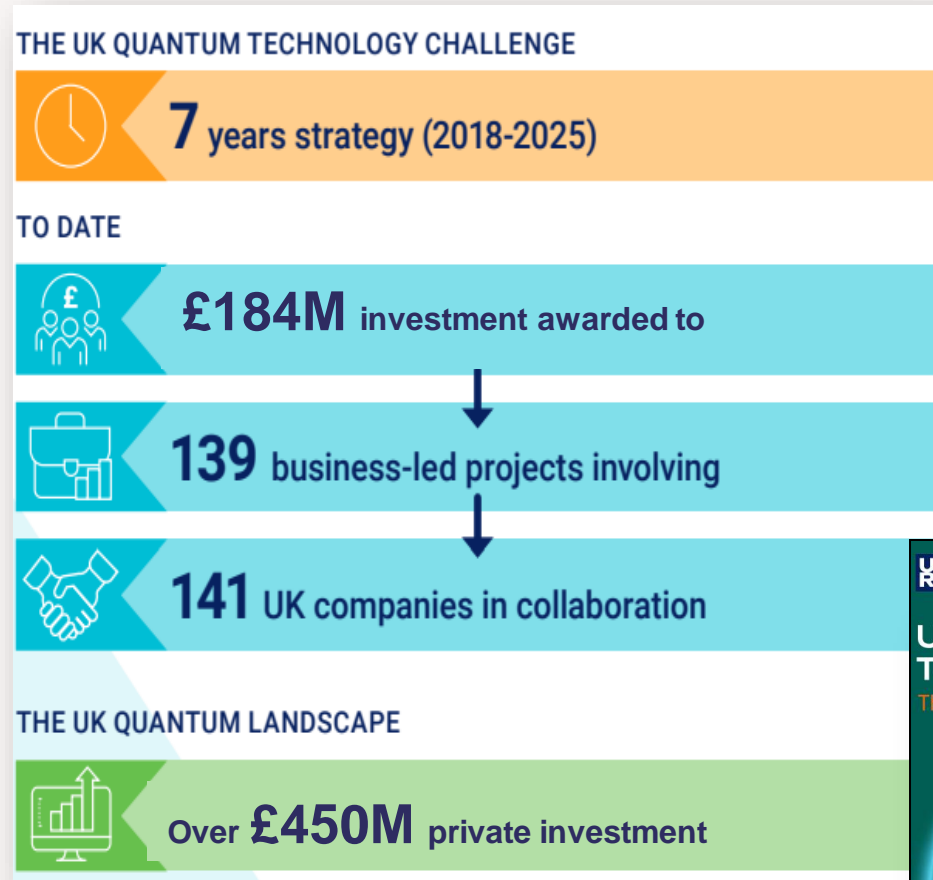 THE UK QUANTUM TECHNOLOGY CHALLENGE
7 years strategy (2018-2025)
TO DATE
£
£184M investment awarded to
139 business-led projects involving
141 UK companies in collaboration
THE UK QUANTUM LANDSCAPE
Over £450M private investment